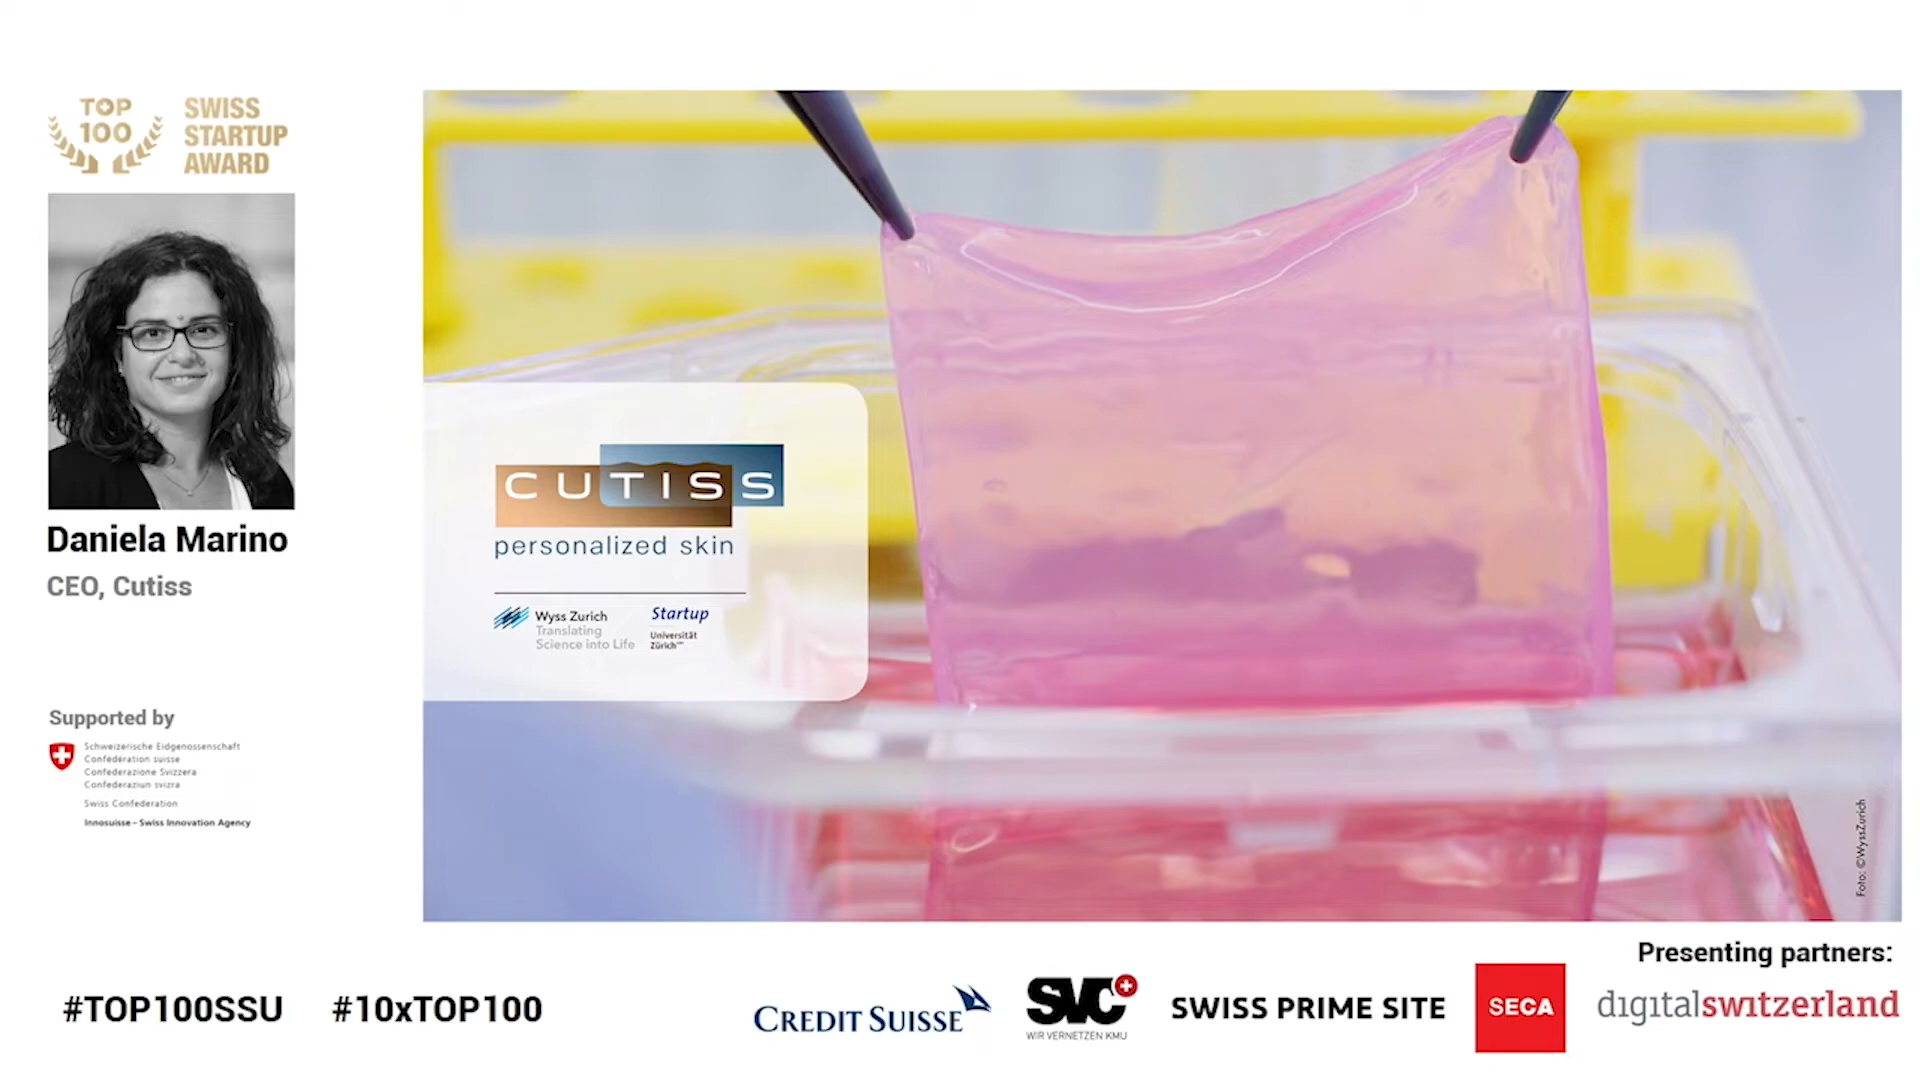 TOP
100
SWISS
STARTUP
AWARD
Daniela Marino
CEO, Cutiss
Supported by
Schweizerische Eidgenossenschaft
Confédération suisse
Confederazione Svizzera
Confederaziun svizra
Swiss Confederation
Innosuisse – Swiss Innovation Agency
CUTISS
personalized skin
Wyss Zurich
Translating
Science into Life
Startup
Universität
Zürich
Foto: ©WyssZurich
#TOP100SSU
#10xTOP100
CREDIT SUISSE
SVC
WIR VERNETZEN KMU
SWISS PRIME SITE
SECA
Presenting partners:
digitalswitzerland